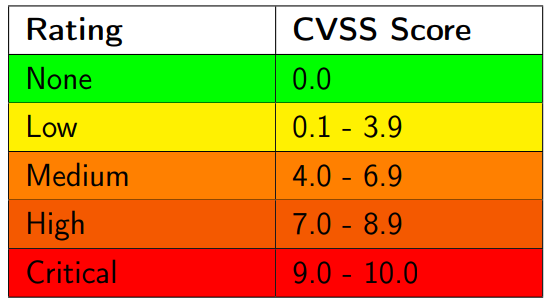 Rating CVSS Score
None 0.0
Low 0.1 - 3.9
Medium 4.0 - 6.9
High 7.0 - 8.9
Critical 9.0 - 10.0